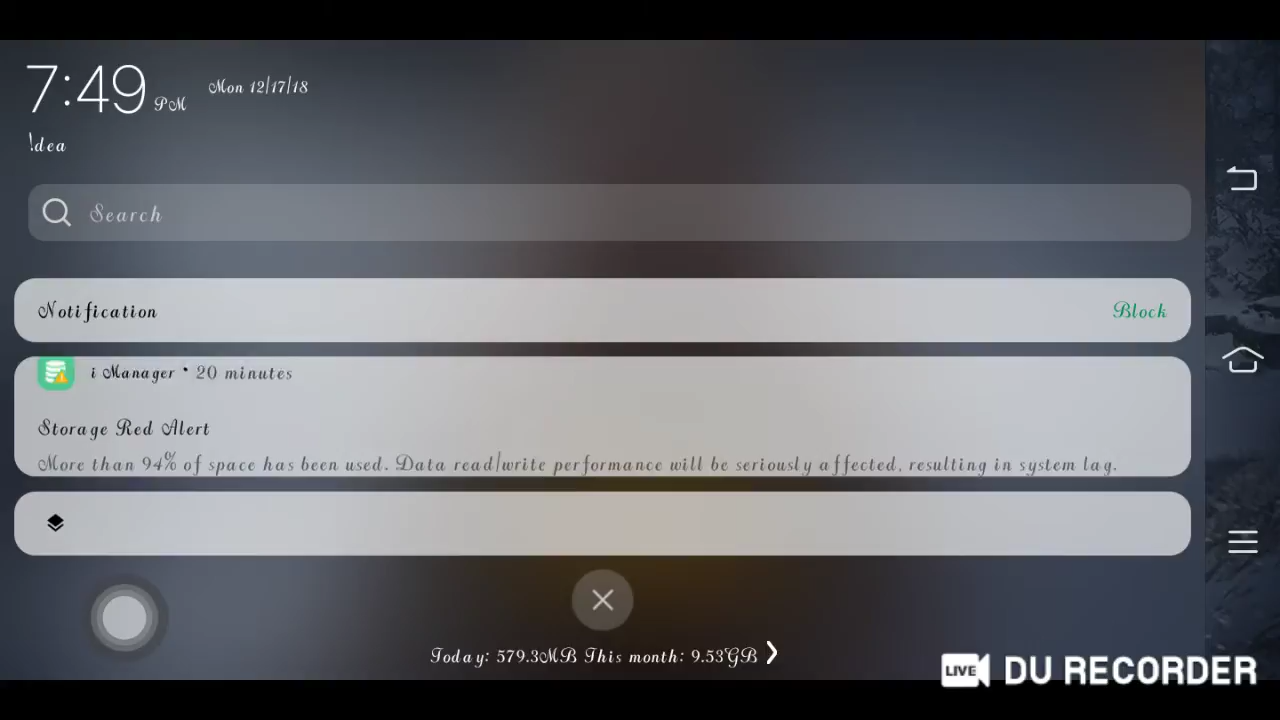 7:49 PM Mon 12/17/18
!dea
Search
Notification Block
i Manager • 20 minutes
Storage Red Alert
More than 94% of space has been used. Data read/write performance will be seriously affected, resulting in system lag.
Today: 579.3MB This month: 9.53GB
LIVE DU RECORDER